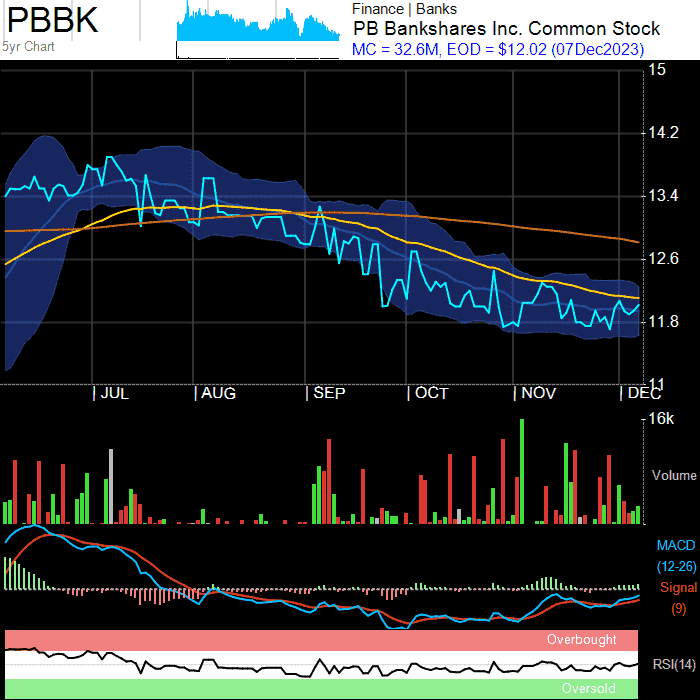 PBBK
5yr Chart
Finance | Banks
PB Bankshares Inc. Common Stock
MC = 32.6M, EOD = $12.02 (07Dec2023)
15
14.2
13.4
12.6
11.8
11
JUL AUG SEP OCT NOV DEC
16k
Volume
MACD
(12-26)
Signal
(9)
Overbought
RSI(14)
Oversold